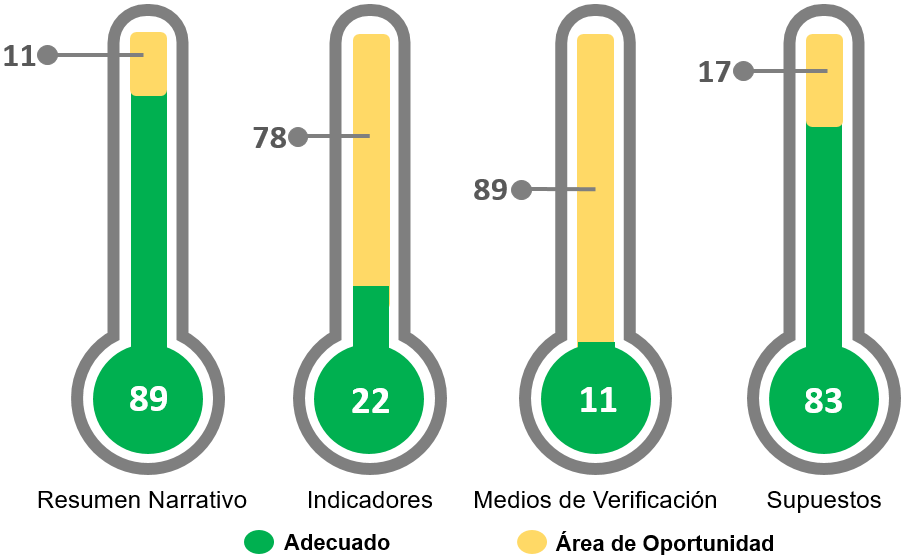 11
78
89
17
89
22
11
83
Resumen Narrativo
Indicadores
Medios de Verificación
Supuestos
Adecuado
Área de Oportunidad